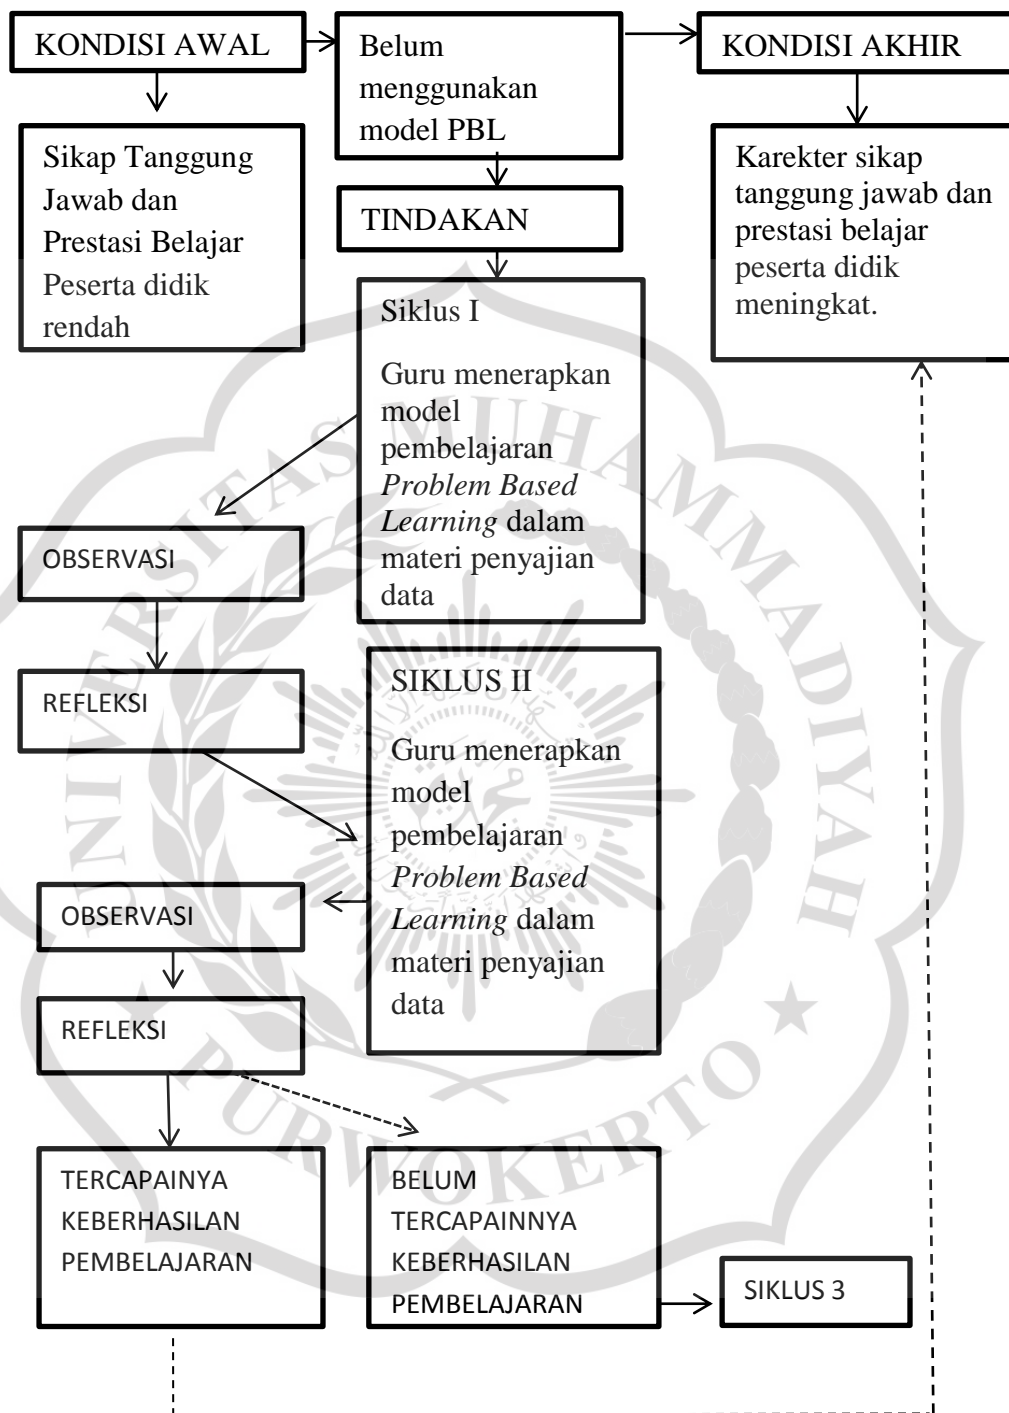 KONDISI AWAL
Belum
menggunakan
model PBL
KONDISI AKHIR
Sikap Tanggung
Jawab dan
Prestasi Belajar
Peserta didik
rendah
TINDAKAN
Karekter sikap
tanggung jawab dan
prestasi belajar
peserta didik
meningkat.
Siklus I
Guru menerapkan
model
pembelajaran
Problem Based
Learning dalam
materi penyajian
data
OBSERVASI
REFLEKSI
SIKLUS II
Guru menerapkan
model
pembelajaran
Problem Based
Learning dalam
materi penyajian
data
OBSERVASI
REFLEKSI
TERCAPAINYA
KEBERHASILAN
PEMBELAJARAN
BELUM
TERCAPAINNYA
KEBERHASILAN
PEMBELAJARAN
SIKLUS 3
UNIVERSITAS MUHAMMADIYAH
PURWOKERTO